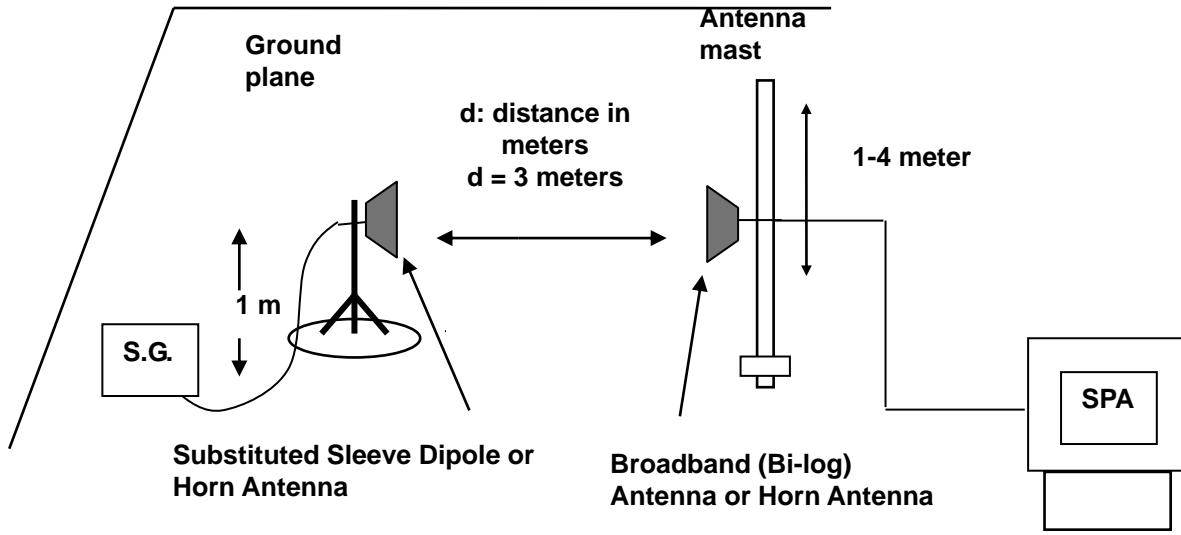 Antenna
mast
Ground
plane
d: distance in
meters
d = 3 meters
1-4 meter
1 m
S.G.
SPA
Substituted Sleeve Dipole or
Horn Antenna
Broadband (Bi-log)
Antenna or Horn Antenna